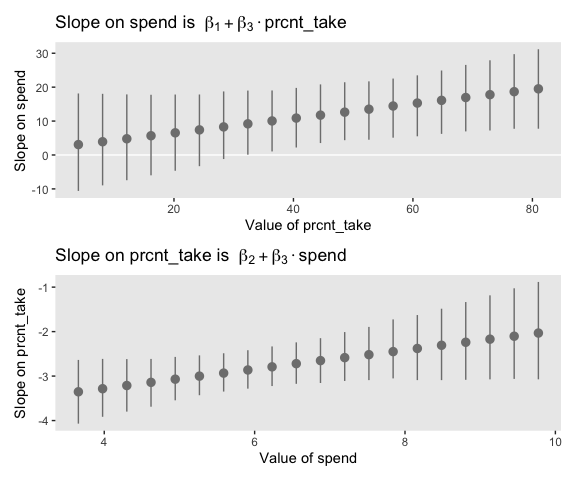 Slope on spend is β₁ + β₃ · prcnt_take
Slope on spend
30
20
10
0
-10
20
40
60
80
Value of prcnt_take
Slope on prcnt_take is β₂ + β₃ · spend
Slope on prcnt_take
-1
-2
-3
-4
4
6
8
10
Value of spend